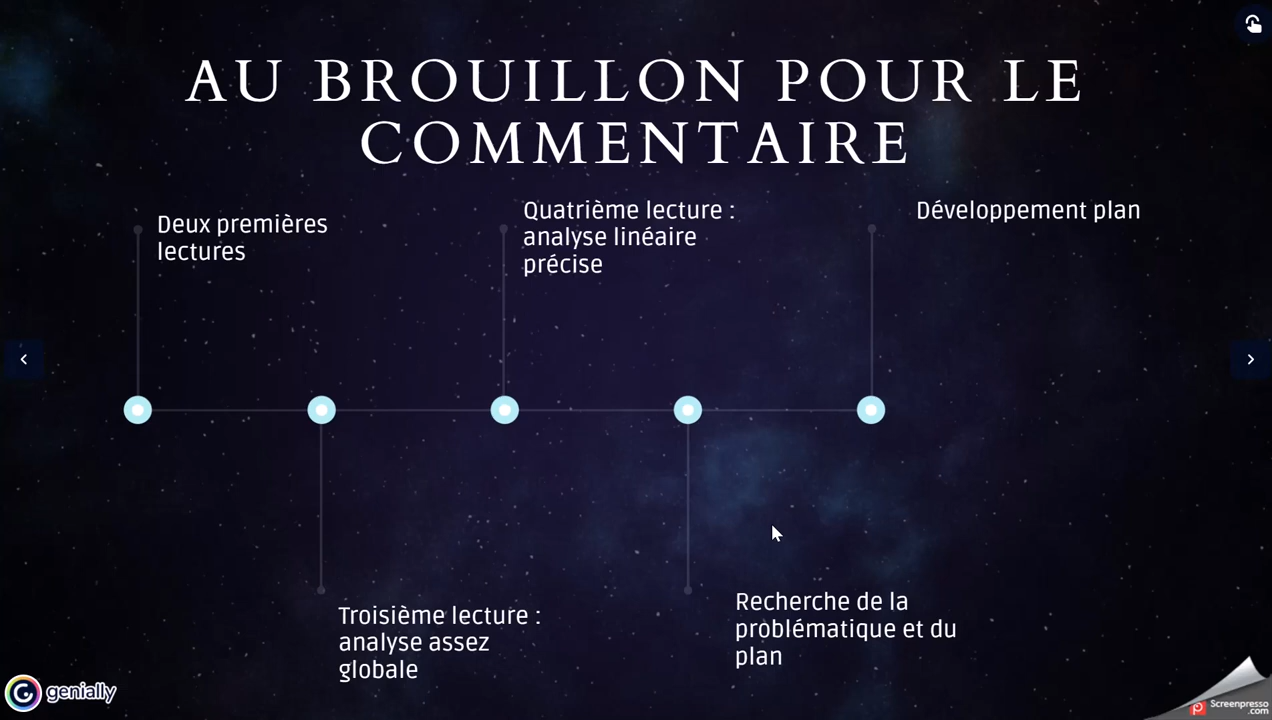 AU BROUILLON POUR LE
COMMENTAIRE
Deux premières
lectures
Quatrième lecture :
analyse linéaire
précise
Développement plan
Troisième lecture :
analyse assez
globale
Recherche de la
problématique et du
plan
genially
Screenpresso
.com